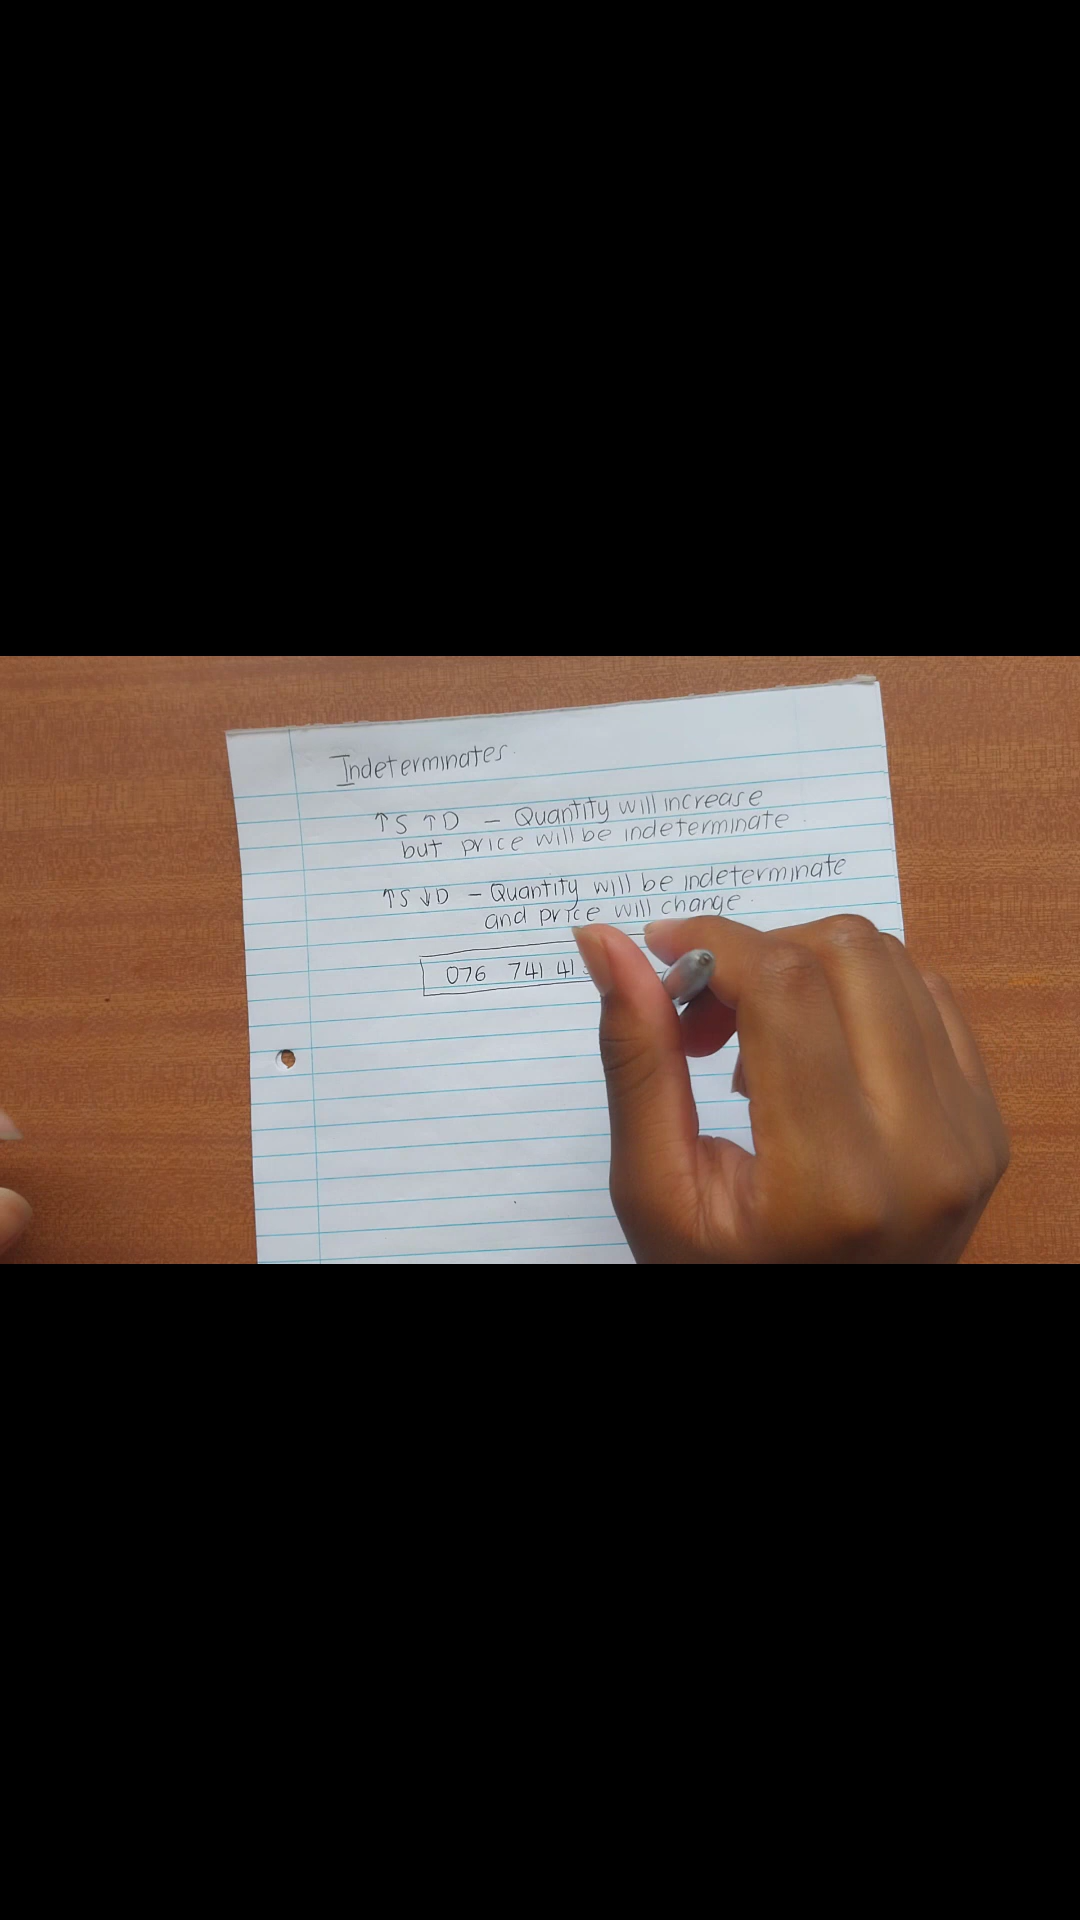 Indeterminates.
↑S ↑D – Quantity will increase
but price will be indeterminate.
↑S ↓D – Quantity will be indeterminate
and price will change.
076 741 41